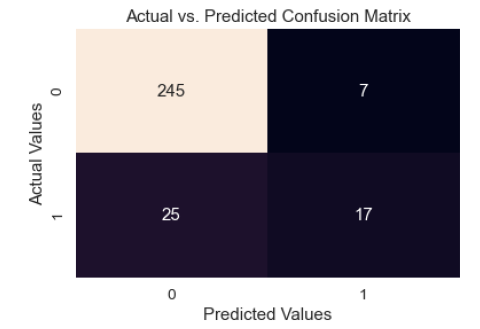 Actual vs. Predicted Confusion Matrix
Actual Values
0
245
7
1
25
17
0
1
Predicted Values